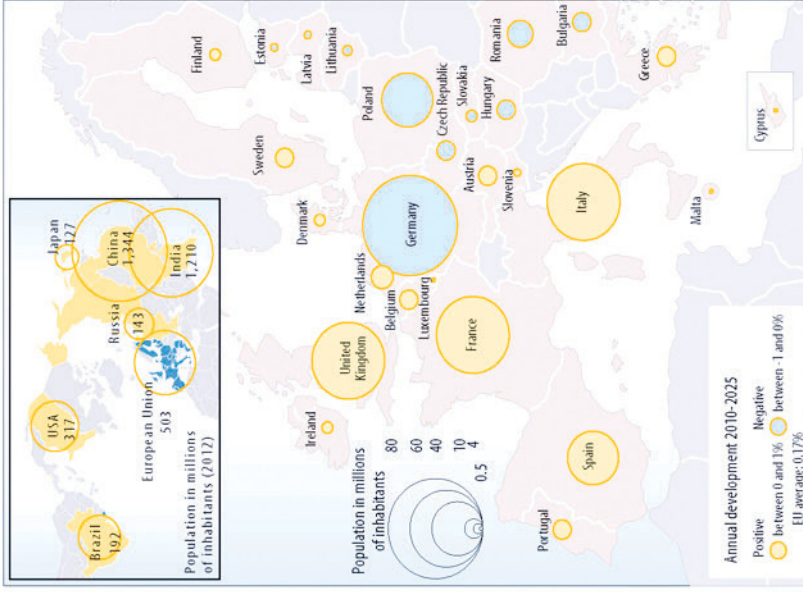 Brazil
192
USA
317
Russia
143
Japan
127
China
1,344
India
1,210
European Union
503
Population in millions
of inhabitants (2012)
Finland
Estonia
Latvia
Lithuania
Sweden
Denmark
Poland
Czech Republic
Slovakia
Hungary
Romania
Bulgaria
Greece
Cyprus
Germany
Austria
Slovenia
Italy
Malta
Netherlands
Belgium
Luxembourg
United
Kingdom
Ireland
France
Spain
Portugal
Population in millions
of inhabitants
80
60
40
10
4
0.5
Annual development 2010-2025
Positive
between 0 and 1%
Negative
between -1 and 0%
EU average: 0,17%